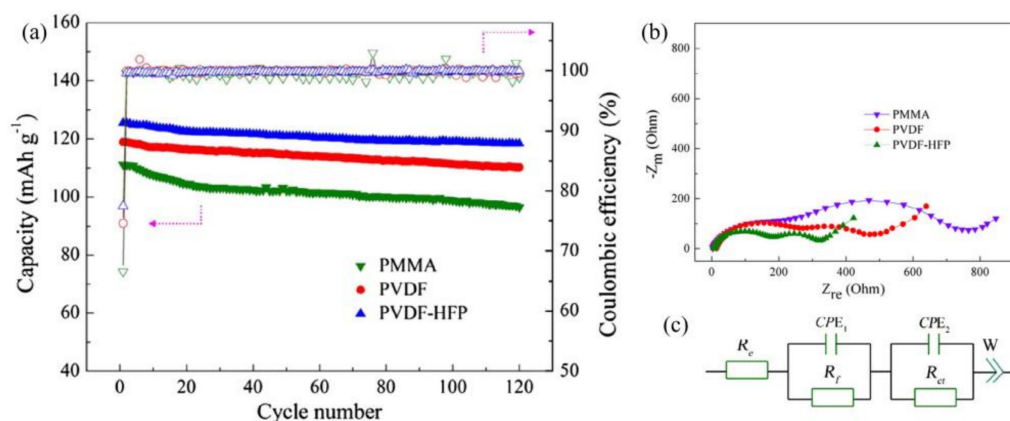 (a)
160
140
120
100
80
60
40
Capacity (mAh g⁻¹)
0 20 40 60 80 100 120
Cycle number
100
90
80
70
60
50
Coulombic efficiency (%)
PMMA
PVDF
PVDF-HFP
(b)
800
600
400
200
0
-Zm (Ohm)
0 200 400 600 800 1000
Zre (Ohm)
PMMA
PVDF
PVDF-HFP
(c)
CPE₁ CPE₂
Re Rf Rct W